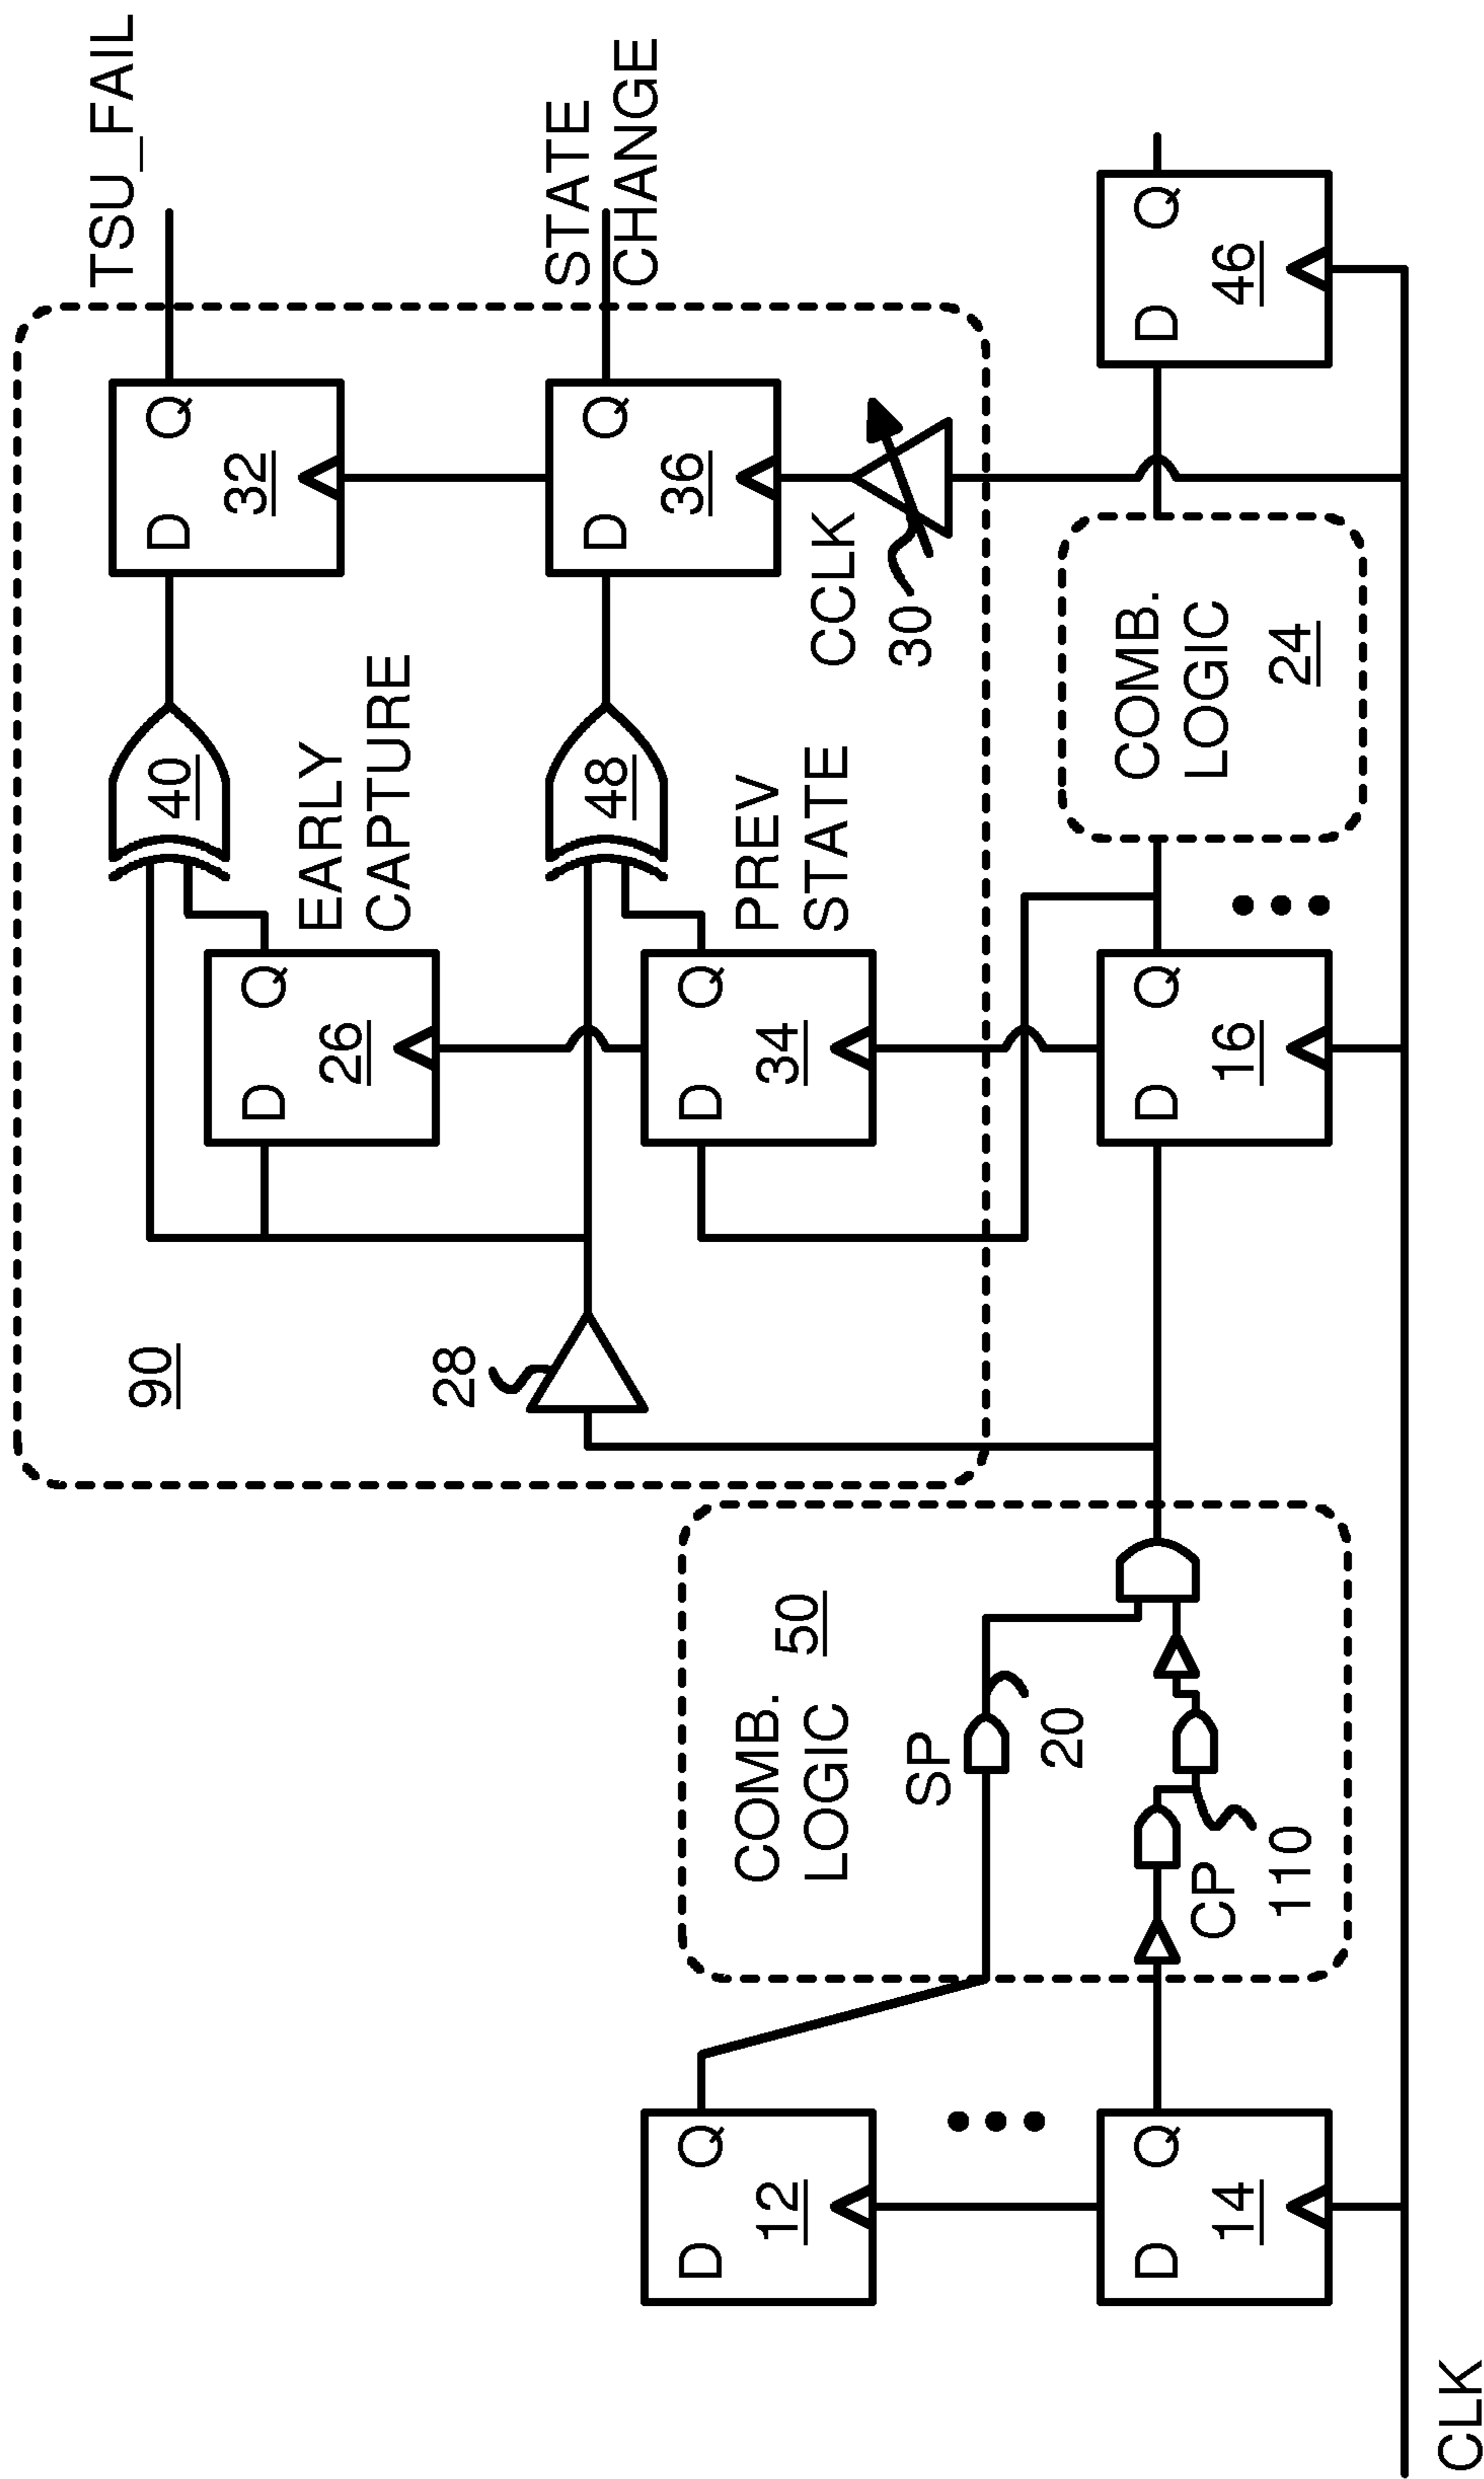 TSU_FAIL
STATE
CHANGE
90
28
D Q
26
EARLY
CAPTURE
40
D Q
32
D Q
34
PREV
STATE
48
D Q
36
CCLK
30
D Q
12
COMB.
LOGIC 50
SP
20
CP
110
D Q
14
D Q
16
COMB.
LOGIC
24
D Q
46
CLK